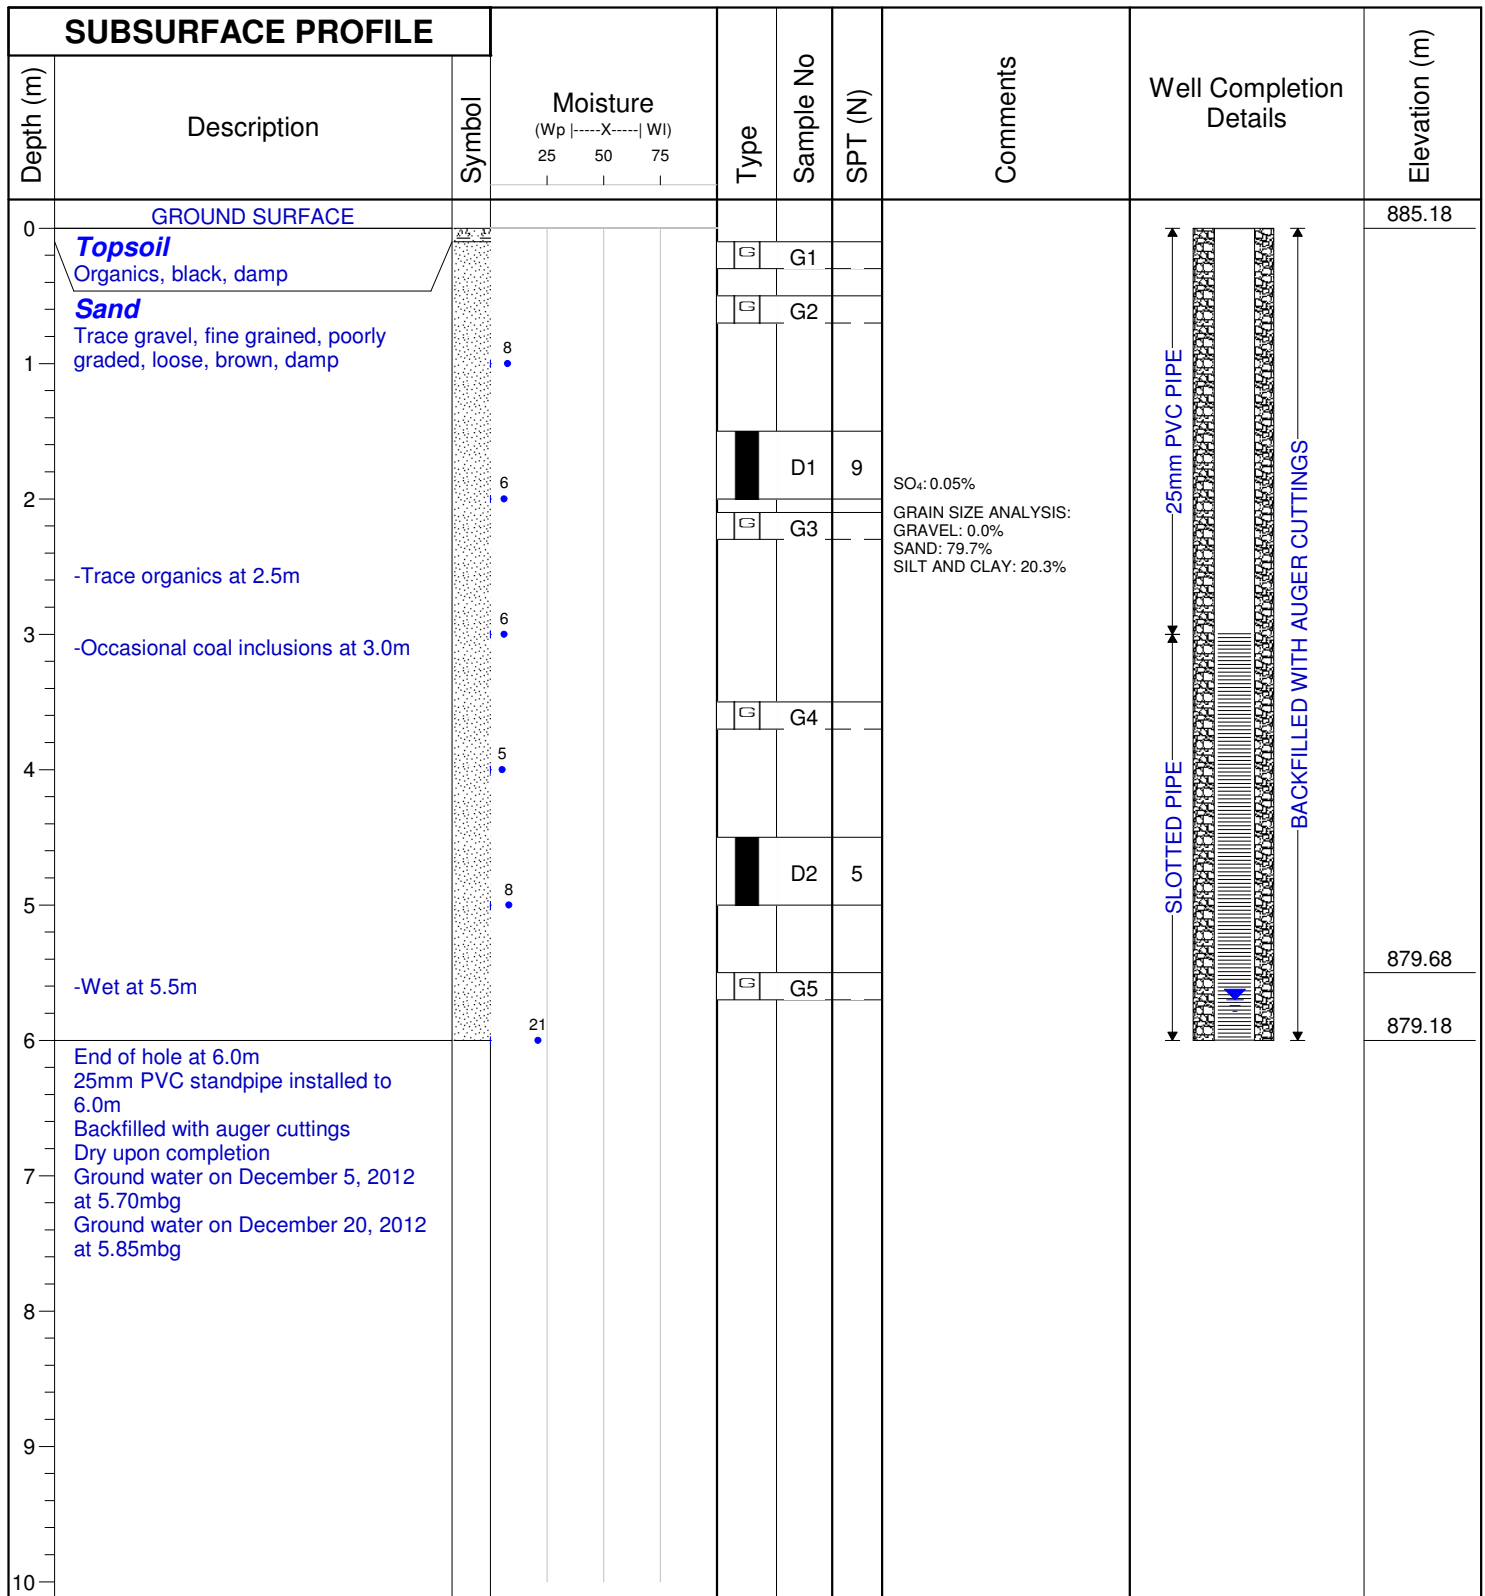 SUBSURFACE PROFILE
Depth (m)
Description
Symbol
Moisture
(Wp |-----X-----| Wl)
25 50 75
Type
Sample No
SPT (N)
Comments
Well Completion
Details
Elevation (m)
GROUND SURFACE
885.18
0
Topsoil
Organics, black, damp
G G1
Sand
G G2
Trace gravel, fine grained, poorly
graded, loose, brown, damp
8
1
25mm PVC PIPE
D1 9
6
2
SO₄: 0.05%
GRAIN SIZE ANALYSIS:
GRAVEL: 0.0%
SAND: 79.7%
SILT AND CLAY: 20.3%
G G3
-Trace organics at 2.5m
BACKFILLED WITH AUGER CUTTINGS
6
3
-Occasional coal inclusions at 3.0m
G G4
5
4
SLOTTED PIPE
D2 5
8
5
879.68
-Wet at 5.5m
G G5
21
879.18
6
End of hole at 6.0m
25mm PVC standpipe installed to
6.0m
Backfilled with auger cuttings
Dry upon completion
7
Ground water on December 5, 2012
at 5.70mbg
Ground water on December 20, 2012
at 5.85mbg
8
9
10